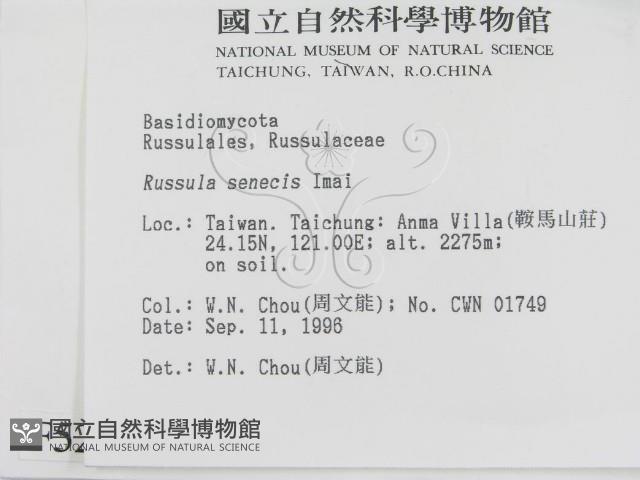 國立自然科學博物館
NATIONAL MUSEUM OF NATURAL SCIENCE
TAICHUNG, TAIWAN, R.O.CHINA
Basidiomycota
Russulales, Russulaceae
Russula senecis Imai
Loc.: Taiwan. Taichung: Anma Villa(鞍馬山莊)
24.15N, 121.00E; alt. 2275m;
on soil.
Col.: W.N. Chou(周文能); No. CWN 01749
Date: Sep. 11, 1996
Det.: W.N. Chou(周文能)
國立自然科學博物館
NATIONAL MUSEUM OF NATURAL SCIENCE